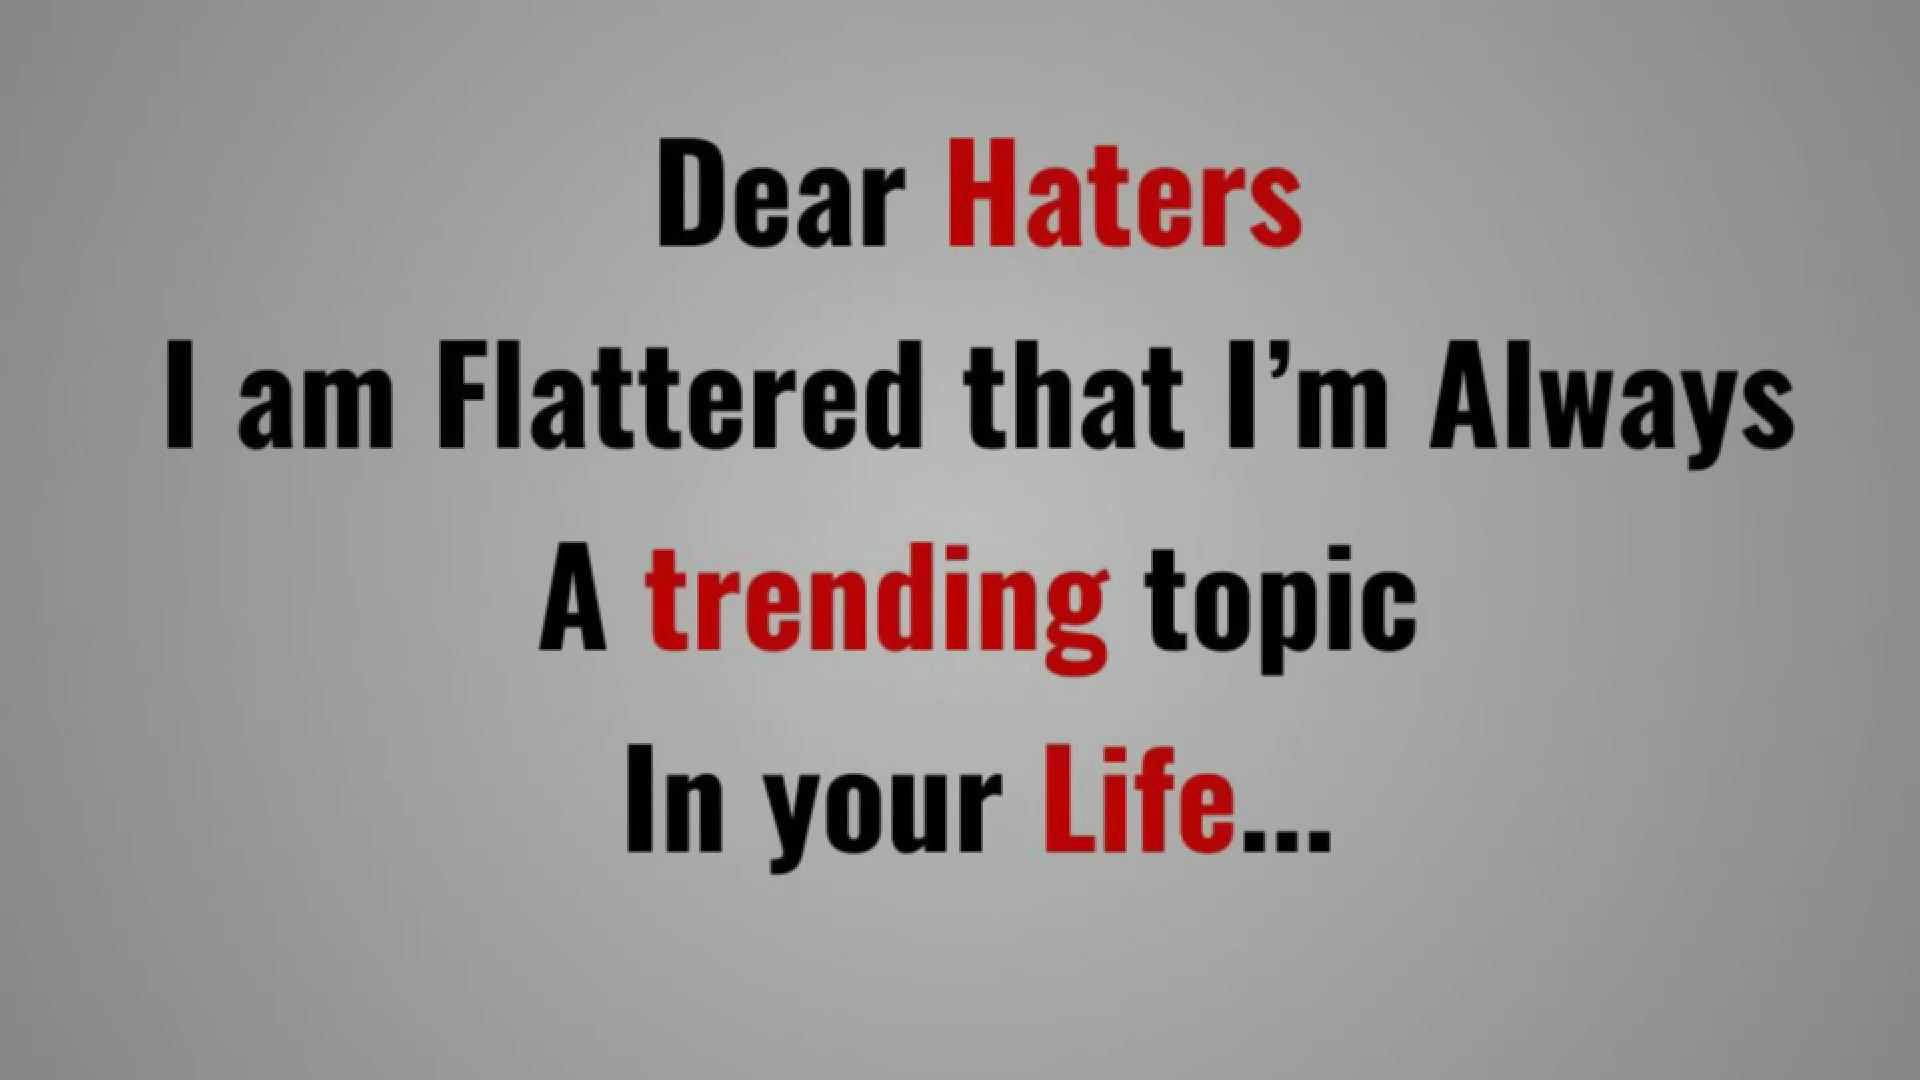 Dear Haters
I am Flattered that I’m Always
A trending topic
In your Life...